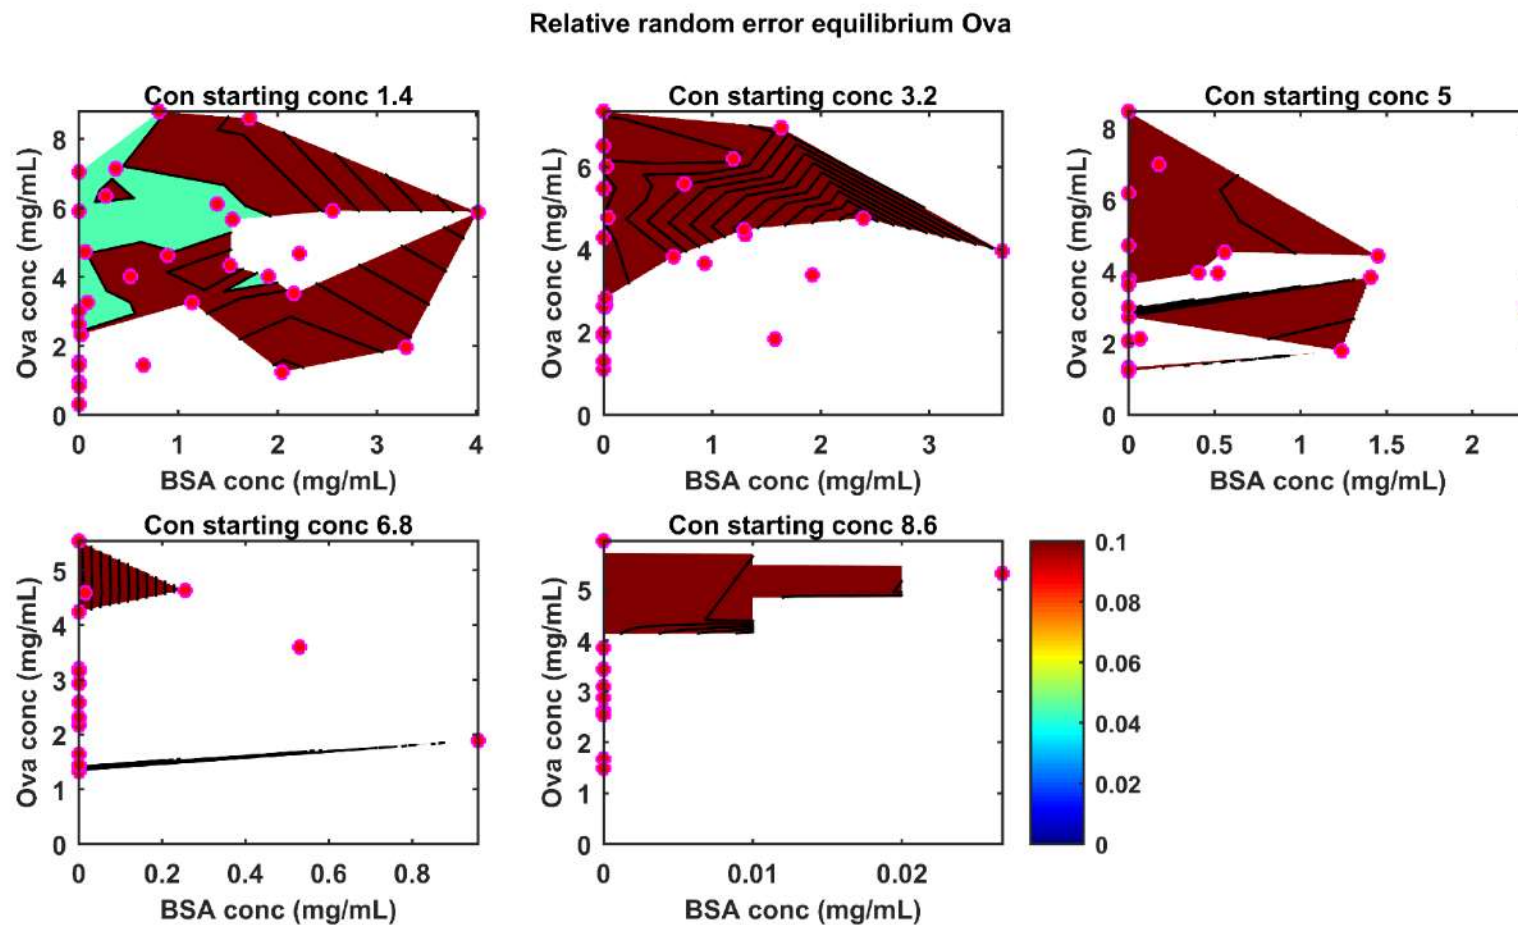 Relative random error equilibrium Ova
Con starting conc 1.4
Ova conc (mg/mL)
8
6
4
2
0
0 1 2 3 4
BSA conc (mg/mL)
Con starting conc 3.2
Ova conc (mg/mL)
6
4
2
0
0 1 2 3
BSA conc (mg/mL)
Con starting conc 5
Ova conc (mg/mL)
8
6
4
2
0
0 0.5 1 1.5 2
BSA conc (mg/mL)
Con starting conc 6.8
Ova conc (mg/mL)
5
4
3
2
1
0
0 0.2 0.4 0.6 0.8
BSA conc (mg/mL)
Con starting conc 8.6
Ova conc (mg/mL)
5
4
3
2
1
0
0 0.01 0.02
BSA conc (mg/mL)
0.1
0.08
0.06
0.04
0.02
0